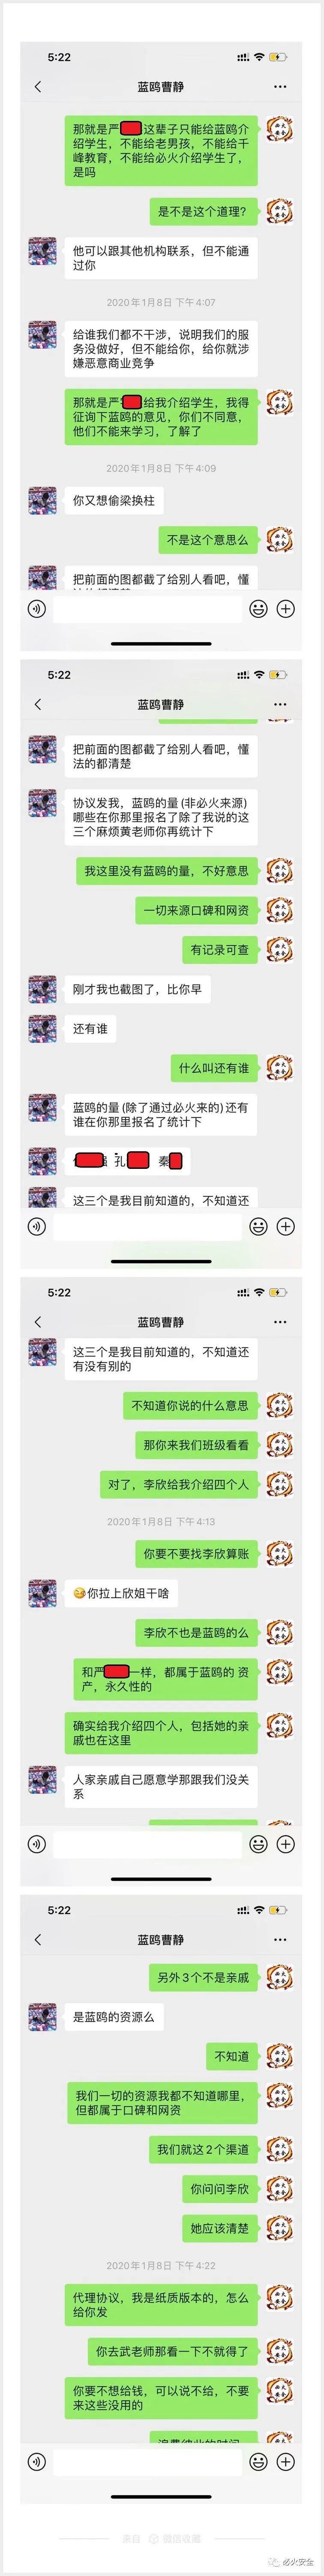 5:22
蓝鸥曹静
那就是严
这辈子只能给蓝鸥介
绍学生，不能给老男孩，不能给千
峰教育，不能给必火介绍学生了，
是吗
是不是这个道理？
他可以跟其他机构联系，但不能通
过你
2020年1月8日 下午4:07
给谁我们都不干涉，说明我们的服
务没做好，但不能给你，给你就涉
嫌恶意商业竞争
那就是严
给我介绍学生，我得
征询下蓝鸥的意见，你们不同意，
他们不能来学习，了解了
2020年1月8日 下午4:09
你又想偷梁换柱
不是这个意思么
把前面的图都截了给别人看吧，懂
5:22
蓝鸥曹静
把前面的图都截了给别人看吧，懂
法的都清楚
协议发我，蓝鸥的量(非必火来源)
哪些在你那里报名了除了我说的这
三个麻烦黄老师你再统计下
我这里没有蓝鸥的量，不好意思
一切来源口碑和网资
有记录可查
刚才我也截图了，比你早
还有谁
什么叫还有谁
蓝鸥的量(除了通过必火来的)还有
谁在你那里报名了统计下
孔 秦
这三个是我目前知道的，不知道还
5:22
蓝鸥曹静
这三个是我目前知道的，不知道还
有没有别的
不知道你说的什么意思
那你来我们班级看看
对了，李欣给我介绍四个人
2020年1月8日 下午4:13
你要不要找李欣算账
😂你拉上欣姐干啥
李欣不也是蓝鸥的么
和严
一样，都属于蓝鸥的 资
产，永久性的
确实给我介绍四个人，包括她的亲
戚也在这里
人家亲戚自己愿意学那跟我们没关
系
5:22
蓝鸥曹静
另外3个不是亲戚
是蓝鸥的资源么
不知道
我们一切的资源我都不知道哪里，
但都属于口碑和网资
我们就这2个渠道
你问问李欣
她应该清楚
2020年1月8日 下午4:22
代理协议，我是纸质版本的，怎么
给你发
你去武老师那看一下不就得了
你要不想给钱，可以说不给，不要
来这些没用的
来自 微信收藏
必火安全